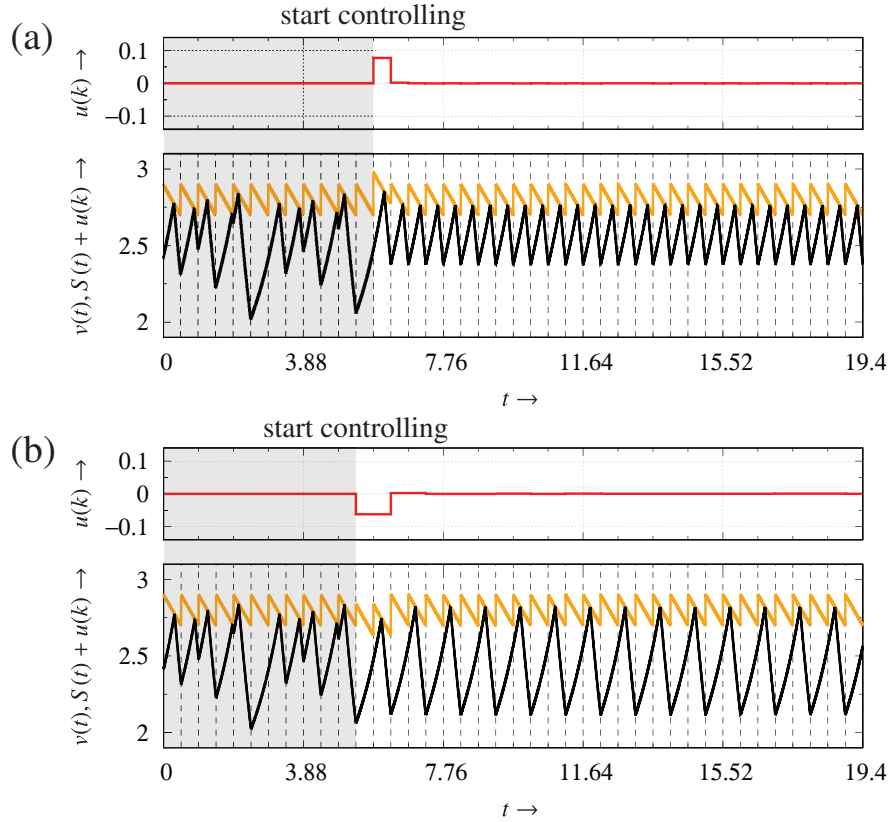 start controlling
(a)
u(k) →
0.1
0
−0.1
v(t), S(t) + u(k) →
3
2.5
2
0 3.88 7.76 11.64 15.52 19.4
t →
start controlling
(b)
u(k) →
0.1
0
−0.1
v(t), S(t) + u(k) →
3
2.5
2
0 3.88 7.76 11.64 15.52 19.4
t →